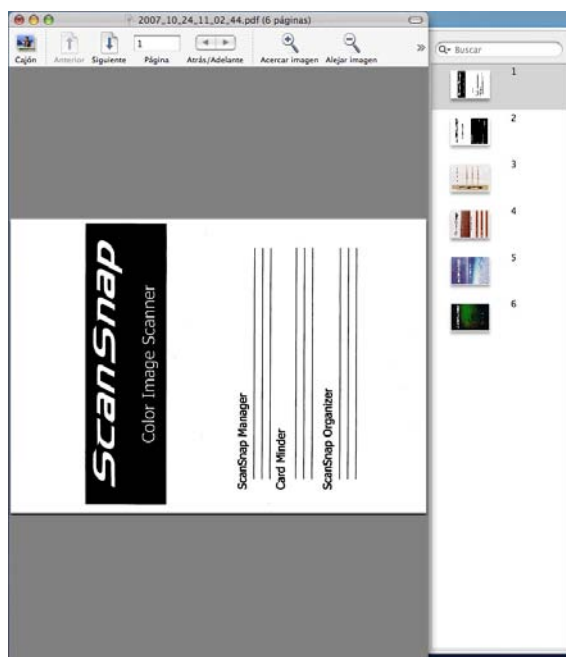 2007_10_24_11_02_44.pdf (6 páginas)
1
Cajón
Anterior
Siguiente
Página
Atrás/Adelante
Acercar imagen
Alejar imagen
»
Buscar
ScanSnap
Color Image Scanner
ScanSnap Manager
Card Minder
ScanSnap Organizer
1
2
3
4
5
6